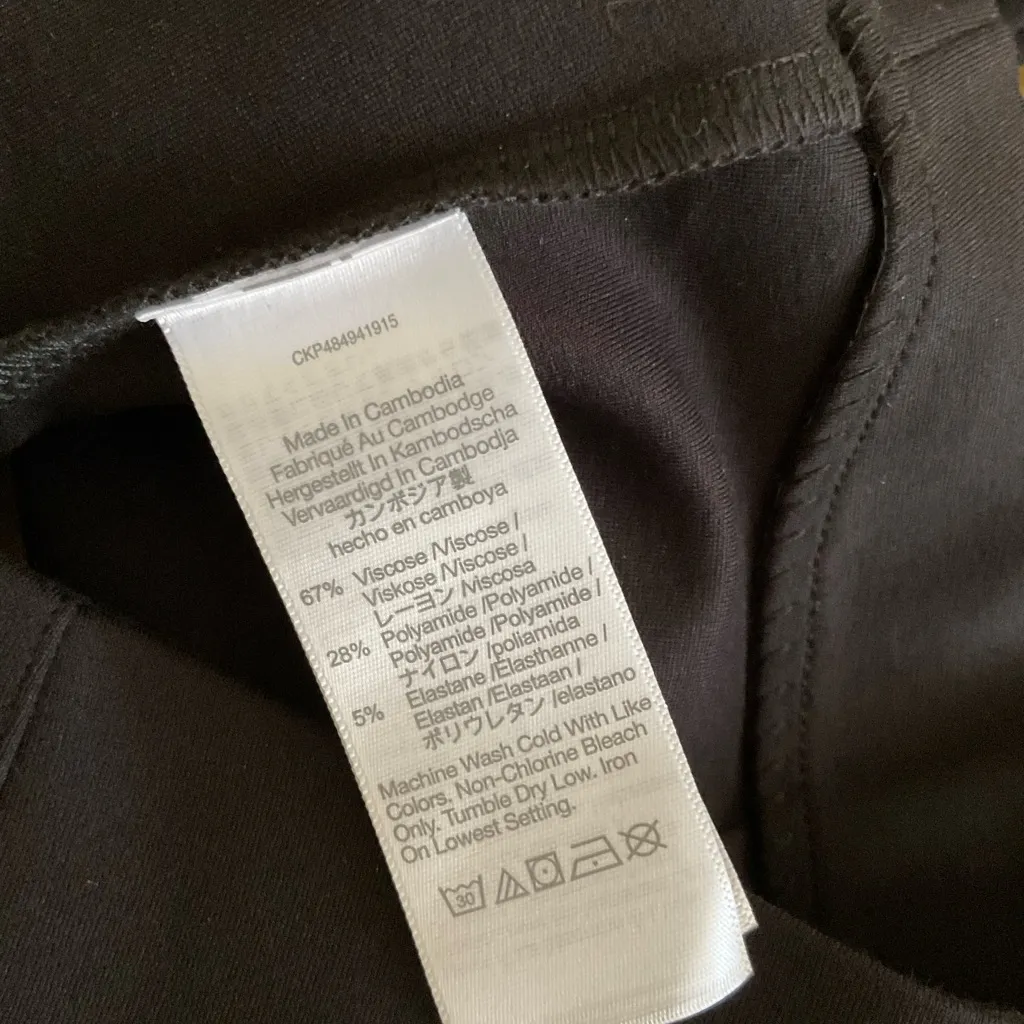 CKP484941915
Made In Cambodia
Fabriqué Au Cambodge
Hergestellt In Kambodscha
Vervaardigd In Cambodja
カンボジア製
hecho en camboya
67% Viscose /Viscose /
Viskose /Viscose /
レーヨン /viscosa
28% Polyamide /Polyamide /
Polyamide /Polyamide /
ナイロン /poliamida
5% Elastane /Elasthanne /
Elastan /Elastaan /
ポリウレタン /elastano
Machine Wash Cold With Like
Colors. Non-Chlorine Bleach
Only. Tumble Dry Low. Iron
On Lowest Setting.
30